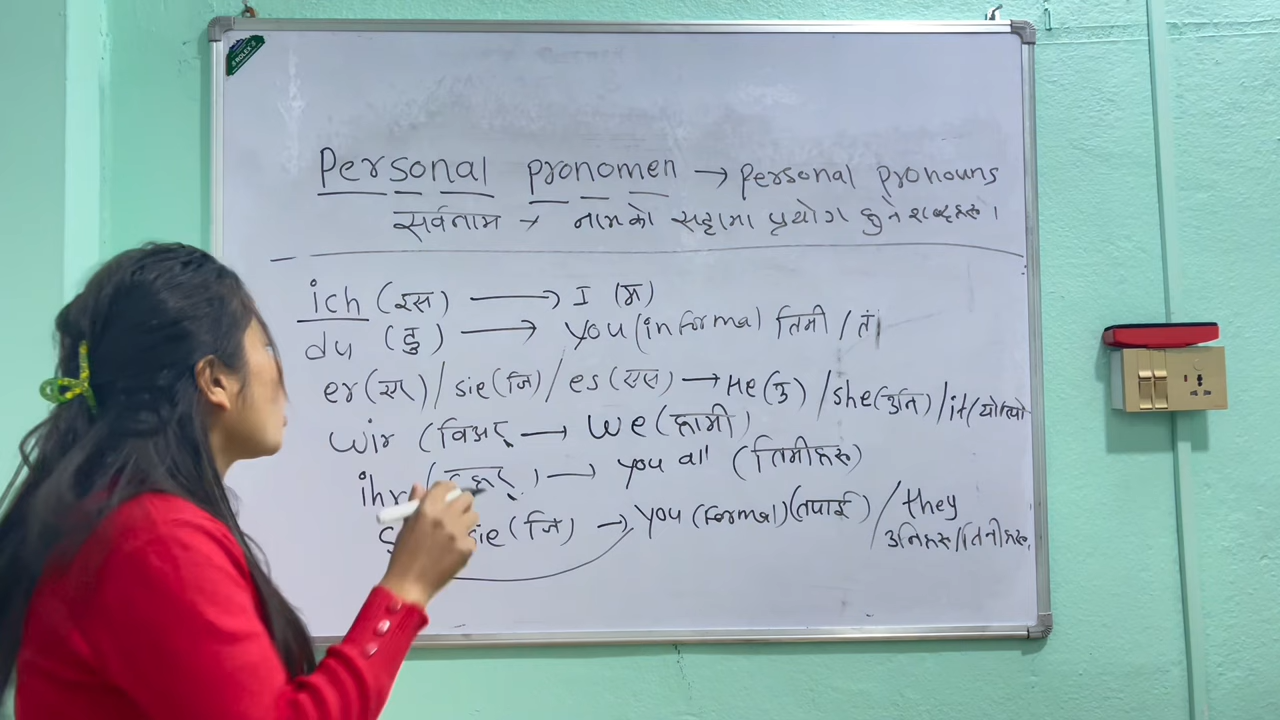 ROLEX
Personal pronomen → personal pronouns
सर्वनाम → नामको सट्टामा प्रयोग हुने शब्दहरू ।
ich (इस) → I (म)
du (डु) → you (informal तिमी / तँ
er (एर) / sie (जि) / es (एस) → He (ऊ) / she (उनि) / it (यो/त्यो
wir (विअर् → we (हामी)
ihr → you all (तिमीहरू)
sie (जि) → you (formal) (तपाई) / they
उनिहरू/तिनीहरू